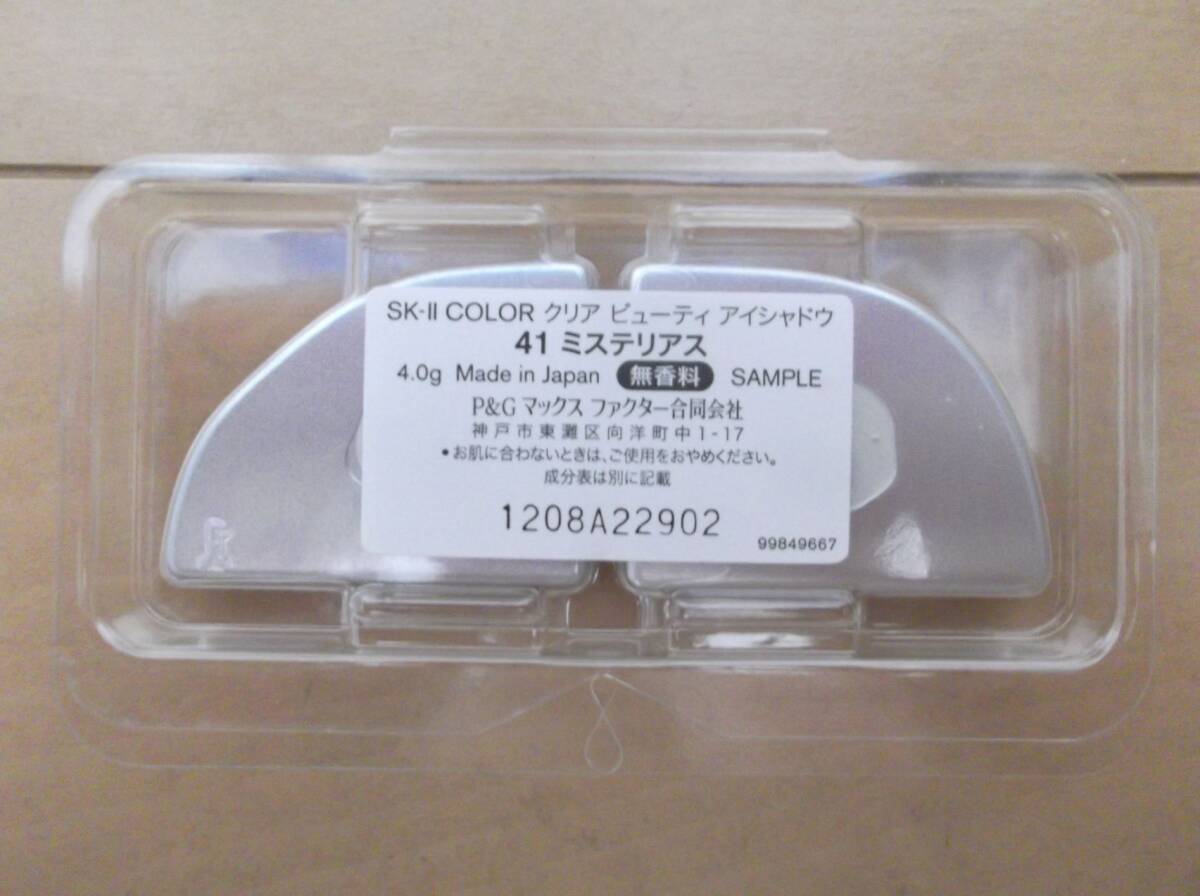 SK-II COLOR クリア ビューティ アイシャドウ
41 ミステリアス
4.0g Made in Japan 無香料 SAMPLE
P&G マックス ファクター合同会社
神戸市東灘区向洋町中1-17
•お肌に合わないときは、ご使用をおやめください。
成分表は別に記載
1208A22902
99849667